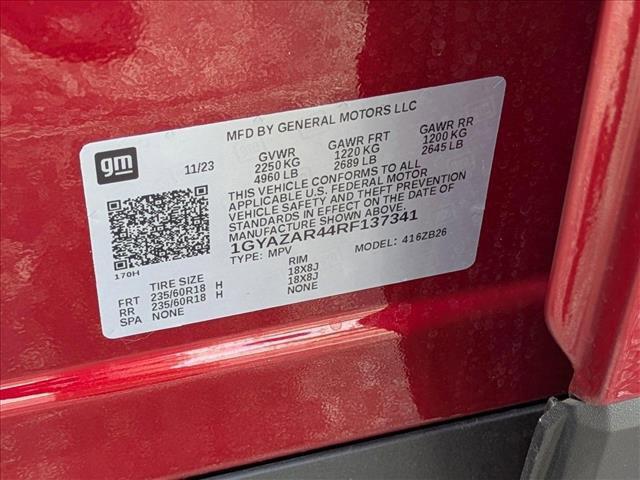 MFD BY GENERAL MOTORS LLC
gm
11/23 GVWR GAWR FRT GAWR RR
2250 KG 1220 KG 1200 KG
4960 LB 2689 LB 2645 LB
THIS VEHICLE CONFORMS TO ALL
APPLICABLE U.S. FEDERAL MOTOR
VEHICLE SAFETY AND THEFT PREVENTION
STANDARDS IN EFFECT ON THE DATE OF
MANUFACTURE SHOWN ABOVE.
1GYAZAR44RF137341
170H TYPE: MPV MODEL: 416ZB26
TIRE SIZE RIM
FRT 235/60R18 H 18X8J
RR 235/60R18 H 18X8J
SPA NONE NONE